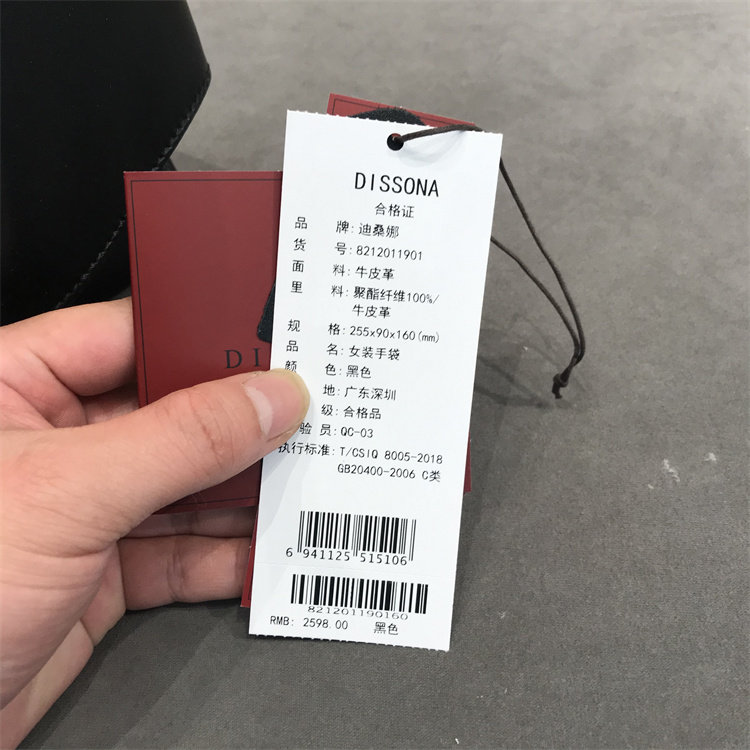 DISSONA
合格证
品 牌: 迪桑娜
货 号: 8212011901
面 料: 牛皮革
里 料: 聚酯纤维100%/
牛皮革
规 格: 255x90x160(mm)
品 名: 女装手袋
颜 色: 黑色
地: 广东深圳
级: 合格品
验 员: QC-03
执行标准: T/CSIQ 8005-2018
GB20400-2006 C类
6 941125 515106
821201190160
RMB: 2598.00 黑色
DI